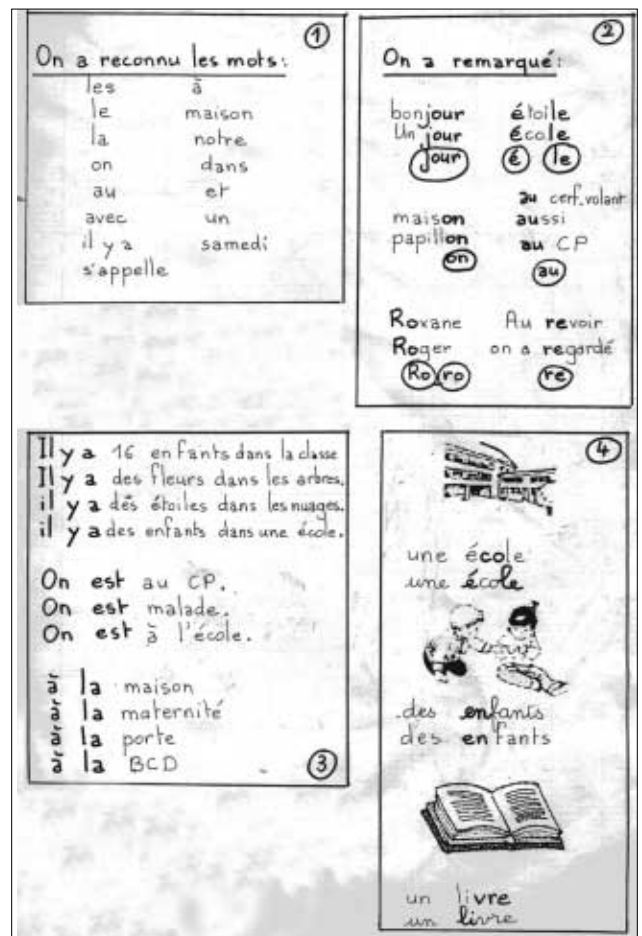 ①
On a reconnu les mots:
les à
le maison
la notre
on dans
au et
avec un
il y a samedi
s'appelle
②
On a remarqué:
bonjour étoile
Un jour école
jour é le
au cerf.volant
maison aussi
papillon au CP
on au
Roxane Au revoir
Roger on a regardé
Ro ro re
Il y a 16 enfants dans la classe
Il y a des fleurs dans les arbres.
il y a des étoiles dans les nuages.
il y a des enfants dans une école.
On est au CP.
On est malade.
On est à l'école.
à la maison
à la maternité
à la porte
à la BCD
③
④
une école
une école
des enfants
des enfants
un livre
un livre